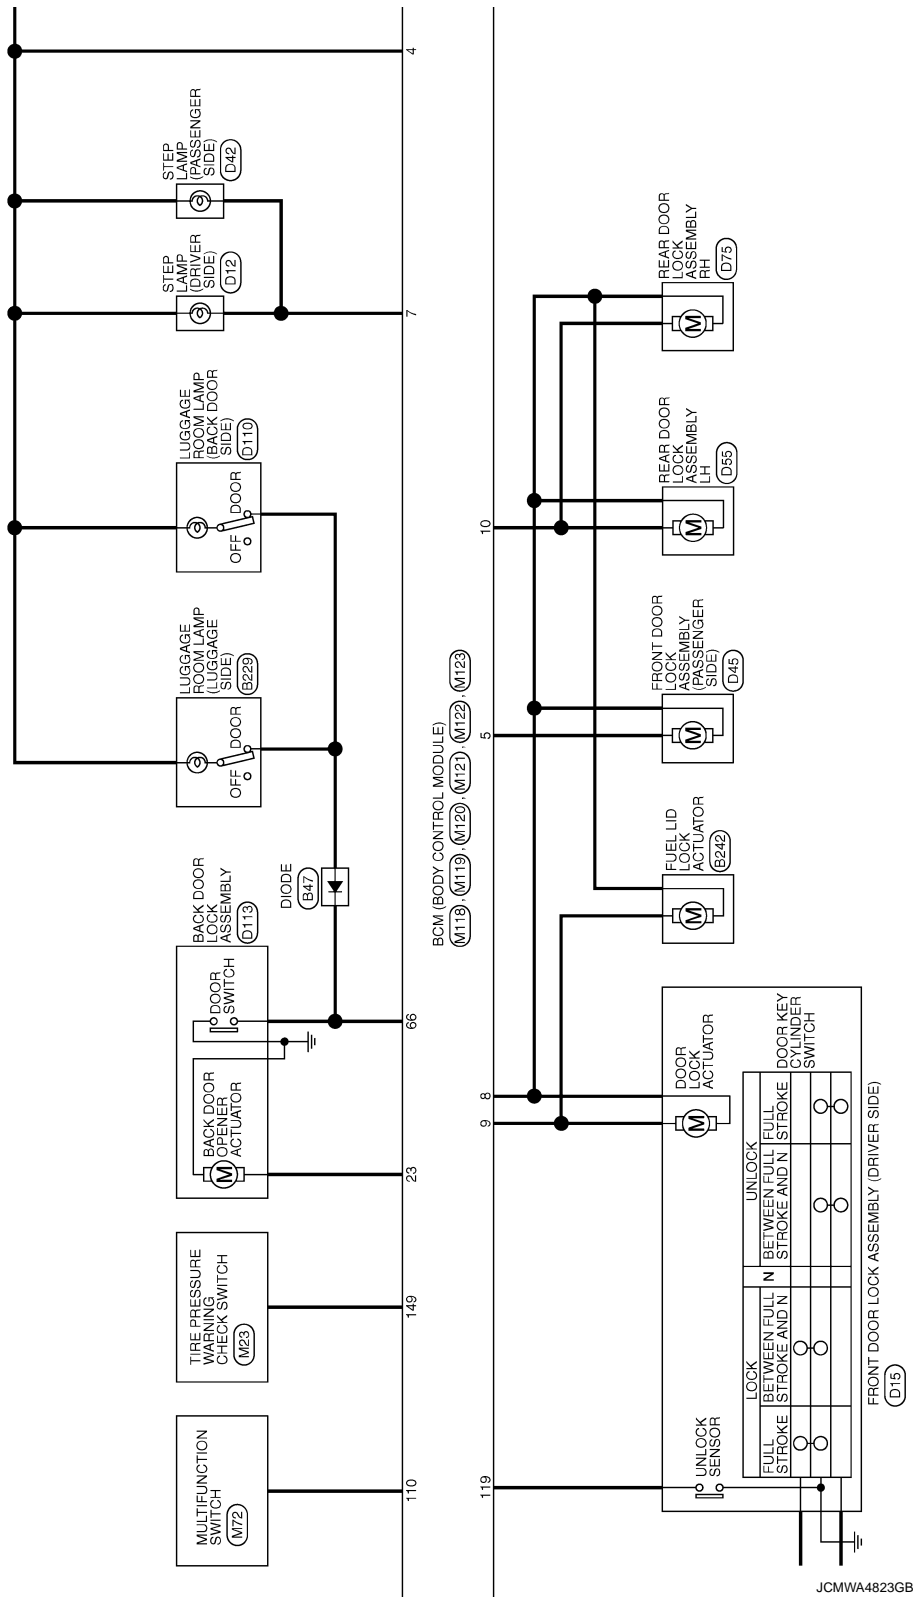 MULTIFUNCTION
SWITCH
M72
110
TIRE PRESSURE
WARNING
CHECK SWITCH
M23
149
BACK DOOR
LOCK
ASSEMBLY
D113
BACK DOOR
OPENER
ACTUATOR
M
DOOR
SWITCH
23
66
DIODE
B47
LUGGAGE
ROOM LAMP
(LUGGAGE
SIDE)
B229
OFF
DOOR
LUGGAGE
ROOM LAMP
(BACK DOOR
SIDE)
D110
OFF
DOOR
STEP
LAMP
(DRIVER
SIDE)
D12
7
STEP
LAMP
(PASSENGER
SIDE)
D42
4
BCM (BODY CONTROL MODULE)
M118 , M119 , M120 , M121 , M122 , M123
119
9
8
5
10
UNLOCK
SENSOR
DOOR
LOCK
ACTUATOR
M
LOCK
N
UNLOCK
DOOR KEY
CYLINDER
SWITCH
FULL
STROKE
BETWEEN FULL
STROKE AND N
BETWEEN FULL
STROKE AND N
FULL
STROKE
FRONT DOOR LOCK ASSEMBLY (DRIVER SIDE)
D15
FUEL LID
LOCK
ACTUATOR
B242
M
FRONT DOOR
LOCK
ASSEMBLY
(PASSENGER
SIDE)
D45
M
REAR DOOR
LOCK
ASSEMBLY
LH
D55
M
REAR DOOR
LOCK
ASSEMBLY
RH
D75
M
JCMWA4823GB